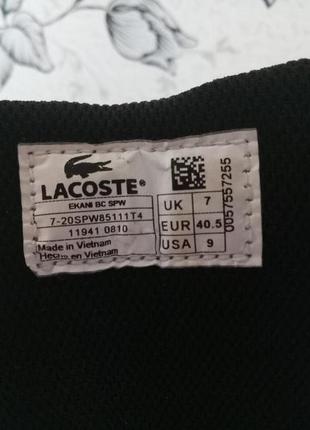 LACOSTE®
EKANI BC SPW
7-20SPW85111T4
11941 0810
Made in Vietnam
Hecho en Vietnam
UK 7
EUR 40.5
USA 9
0057557255